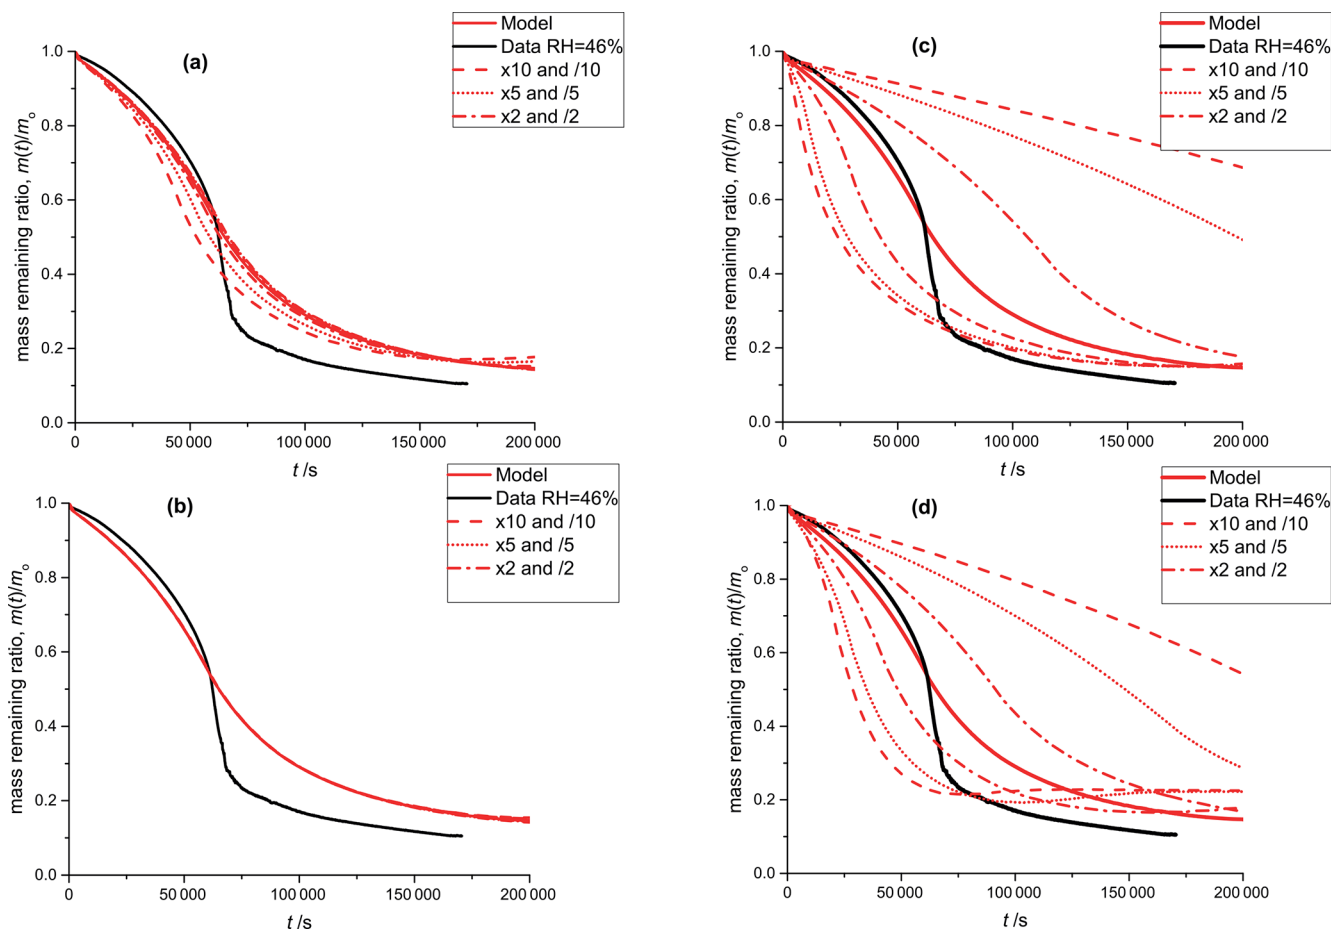 (a)
Model
Data RH=46%
x10 and /10
x5 and /5
x2 and /2
mass remaining ratio, m(t)/mo
1.0
0.8
0.6
0.4
0.2
0.0
0 50 000 100 000 150 000 200 000
t /s
(c)
Model
Data RH=46%
x10 and /10
x5 and /5
x2 and /2
mass remaining ratio, m(t)/mo
1.0
0.8
0.6
0.4
0.2
0.0
0 50 000 100 000 150 000 200 000
t /s
(b)
Model
Data RH=46%
x10 and /10
x5 and /5
x2 and /2
mass remaining ratio, m(t)/mo
1.0
0.8
0.6
0.4
0.2
0.0
0 50 000 100 000 150 000 200 000
t /s
(d)
Model
Data RH=46%
x10 and /10
x5 and /5
x2 and /2
mass remaining ratio, m(t)/mo
1.0
0.8
0.6
0.4
0.2
0.0
0 50 000 100 000 150 000 200 000
t /s